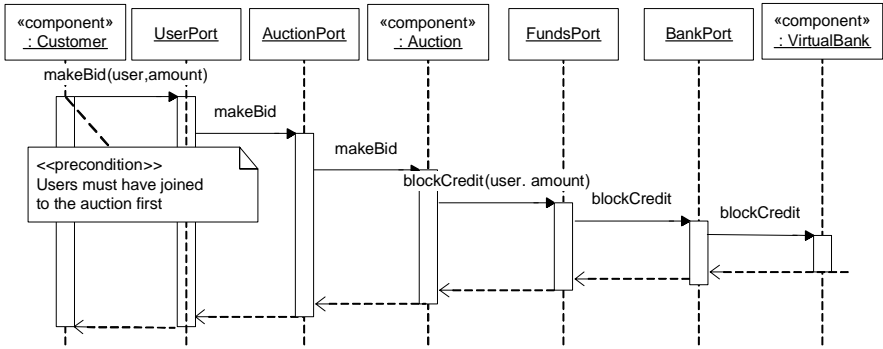 «component»
: Customer
UserPort
AuctionPort
«component»
: Auction
FundsPort
BankPort
«component»
: VirtualBank
makeBid(user,amount)
makeBid
makeBid
<<precondition>>
Users must have joined
to the auction first
blockCredit(user. amount)
blockCredit
blockCredit